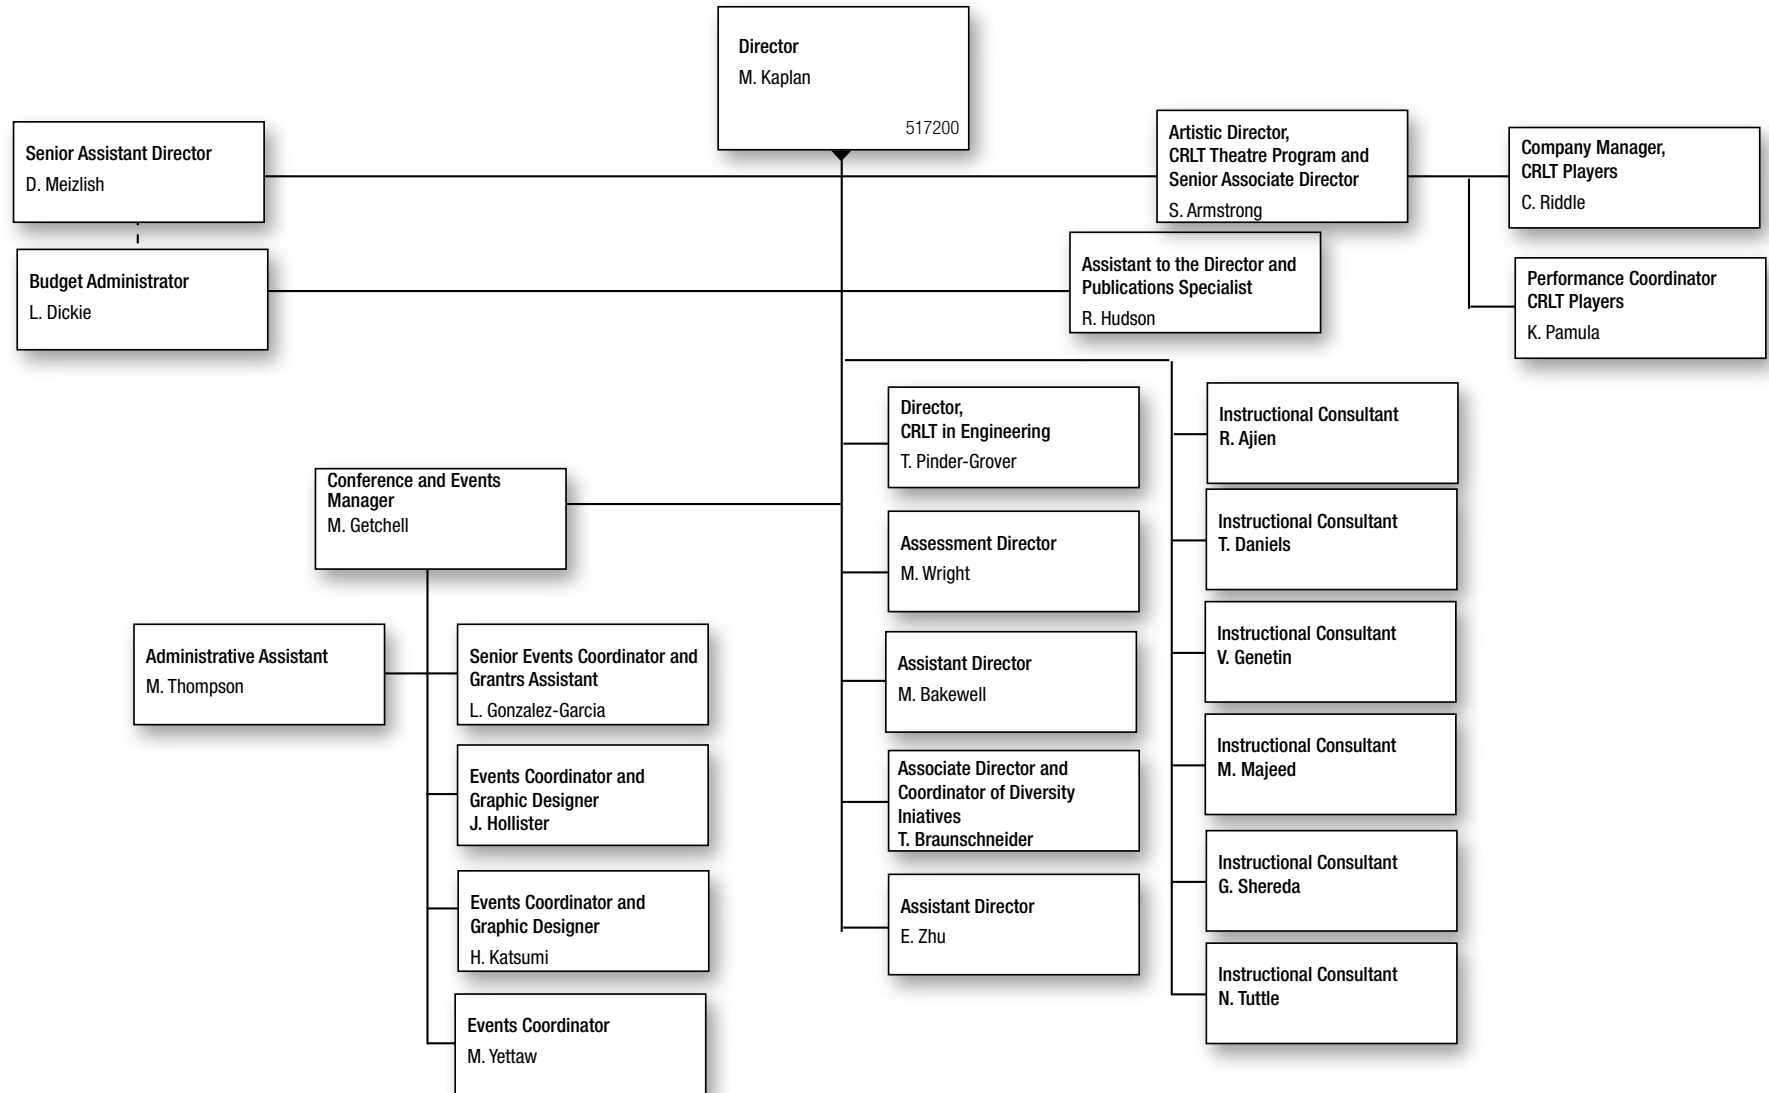 Director
M. Kaplan
517200
Senior Assistant Director
D. Meizlish
Artistic Director,
CRLT Theatre Program and
Senior Associate Director
S. Armstrong
Company Manager,
CRLT Players
C. Riddle
Budget Administrator
L. Dickie
Assistant to the Director and
Publications Specialist
R. Hudson
Performance Coordinator
CRLT Players
K. Pamula
Director,
CRLT in Engineering
T. Pinder-Grover
Instructional Consultant
R. Ajien
Conference and Events
Manager
M. Getchell
Assessment Director
M. Wright
Instructional Consultant
T. Daniels
Administrative Assistant
M. Thompson
Senior Events Coordinator and
Grantrs Assistant
L. Gonzalez-Garcia
Assistant Director
M. Bakewell
Instructional Consultant
V. Genetin
Events Coordinator and
Graphic Designer
J. Hollister
Associate Director and
Coordinator of Diversity
Iniatives
T. Braunschneider
Instructional Consultant
M. Majeed
Events Coordinator and
Graphic Designer
H. Katsumi
Assistant Director
E. Zhu
Instructional Consultant
G. Shereda
Events Coordinator
M. Yettaw
Instructional Consultant
N. Tuttle